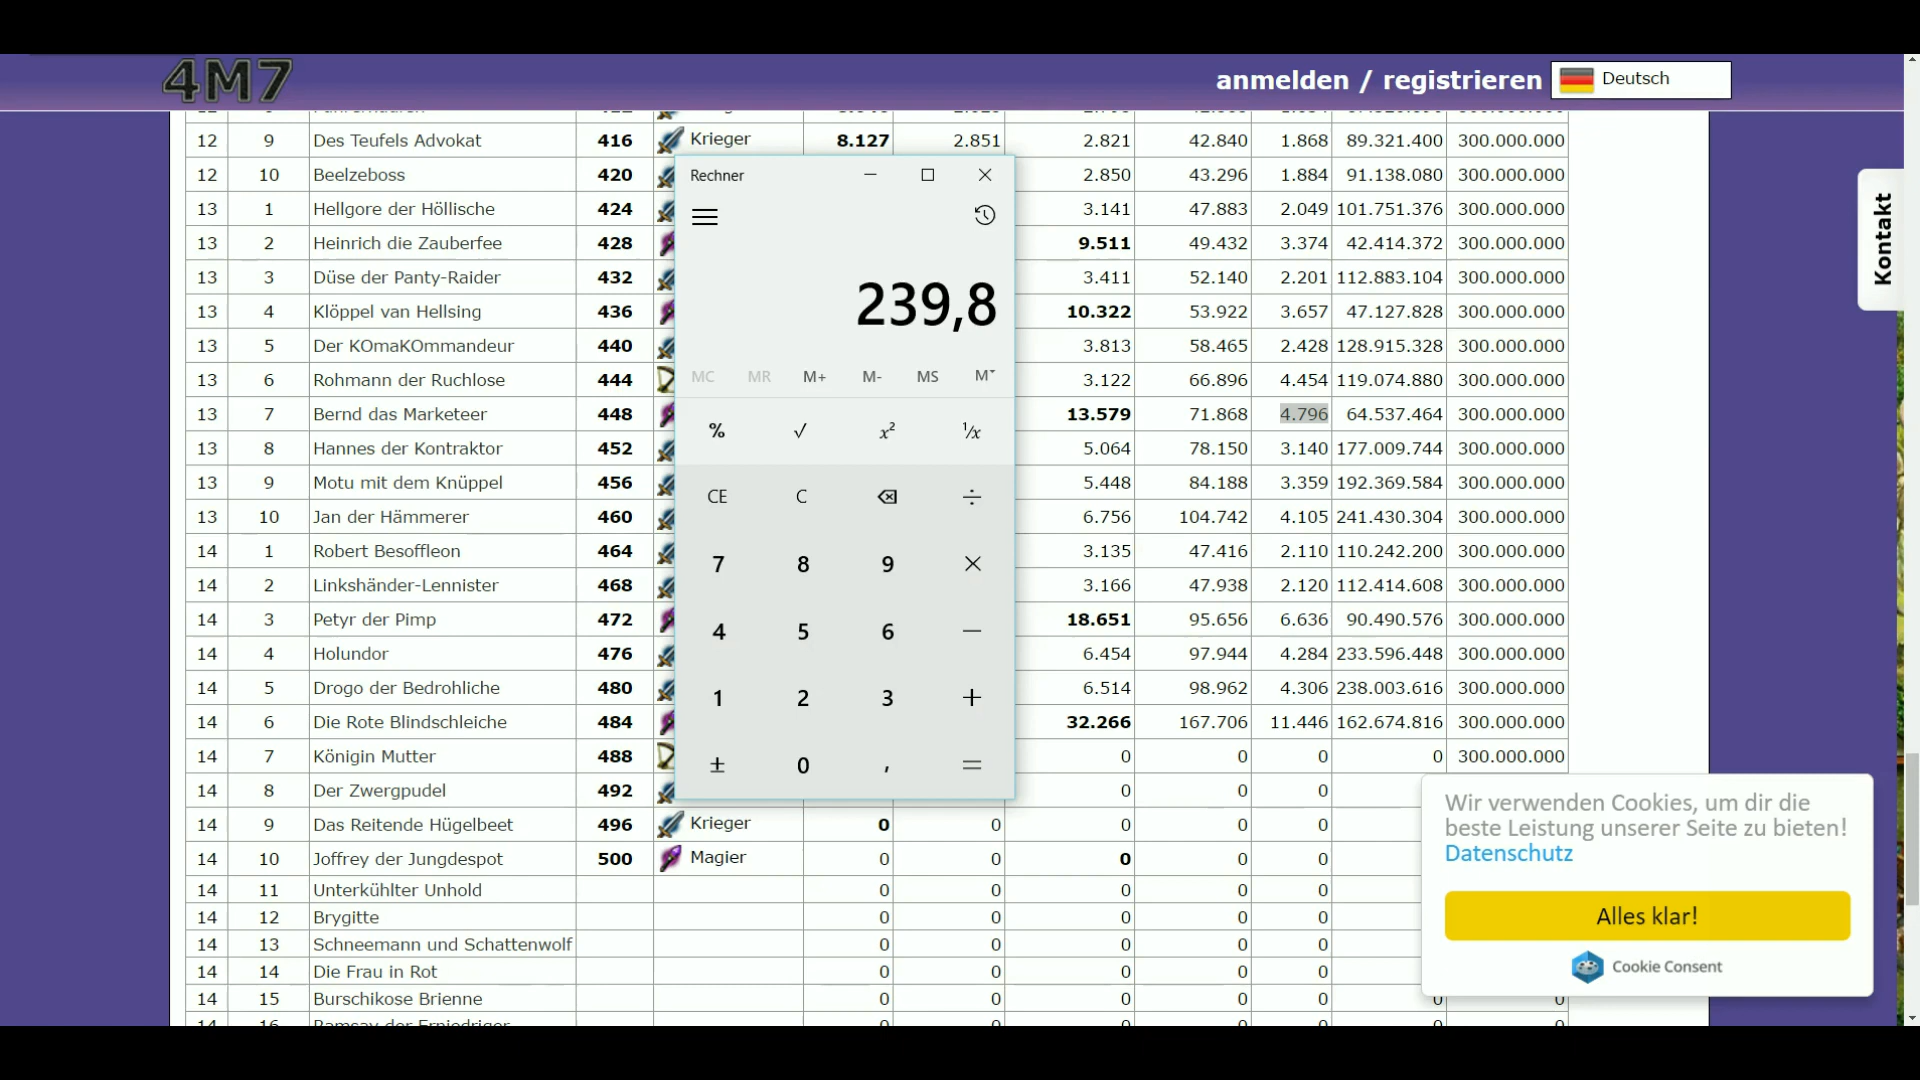 4M7
anmelden / registrieren
Deutsch
12 9 Des Teufels Advokat 416 Krieger 8.127 2.851 2.821 42.840 1.868 89.321.400 300.000.000
12 10 Beelzeboss 420 2.850 43.296 1.884 91.138.080 300.000.000
13 1 Hellgore der Höllische 424 3.141 47.883 2.049 101.751.376 300.000.000
13 2 Heinrich die Zauberfee 428 9.511 49.432 3.374 42.414.372 300.000.000
13 3 Düse der Panty-Raider 432 3.411 52.140 2.201 112.883.104 300.000.000
13 4 Klöppel van Hellsing 436 10.322 53.922 3.657 47.127.828 300.000.000
13 5 Der KOmaKOmmandeur 440 3.813 58.465 2.428 128.915.328 300.000.000
13 6 Rohmann der Ruchlose 444 3.122 66.896 4.454 119.074.880 300.000.000
13 7 Bernd das Marketeer 448 13.579 71.868 4.796 64.537.464 300.000.000
13 8 Hannes der Kontraktor 452 5.064 78.150 3.140 177.009.744 300.000.000
13 9 Motu mit dem Knüppel 456 5.448 84.188 3.359 192.369.584 300.000.000
13 10 Jan der Hämmerer 460 6.756 104.742 4.105 241.430.304 300.000.000
14 1 Robert Besoffleon 464 3.135 47.416 2.110 110.242.200 300.000.000
14 2 Linkshänder-Lennister 468 3.166 47.938 2.120 112.414.608 300.000.000
14 3 Petyr der Pimp 472 18.651 95.656 6.636 90.490.576 300.000.000
14 4 Holundor 476 6.454 97.944 4.284 233.596.448 300.000.000
14 5 Drogo der Bedrohliche 480 6.514 98.962 4.306 238.003.616 300.000.000
14 6 Die Rote Blindschleiche 484 32.266 167.706 11.446 162.674.816 300.000.000
14 7 Königin Mutter 488 0 0 0 0 300.000.000
14 8 Der Zwergpudel 492 0 0 0
14 9 Das Reitende Hügelbeet 496 Krieger 0 0 0 0 0
14 10 Joffrey der Jungdespot 500 Magier 0 0 0 0 0
14 11 Unterkühlter Unhold 0 0 0 0 0
14 12 Brygitte 0 0 0 0 0
14 13 Schneemann und Schattenwolf 0 0 0 0 0
14 14 Die Frau in Rot 0 0 0 0 0
14 15 Burschikose Brienne 0 0 0 0 0 0 0
Rechner
239,8
MC MR M+ M- MS M
% √ x² ¹/x
CE C ÷
7 8 9 ×
4 5 6 −
1 2 3 +
± 0 , =
Kontakt
Wir verwenden Cookies, um dir die
beste Leistung unserer Seite zu bieten!
Datenschutz
Alles klar!
Cookie Consent